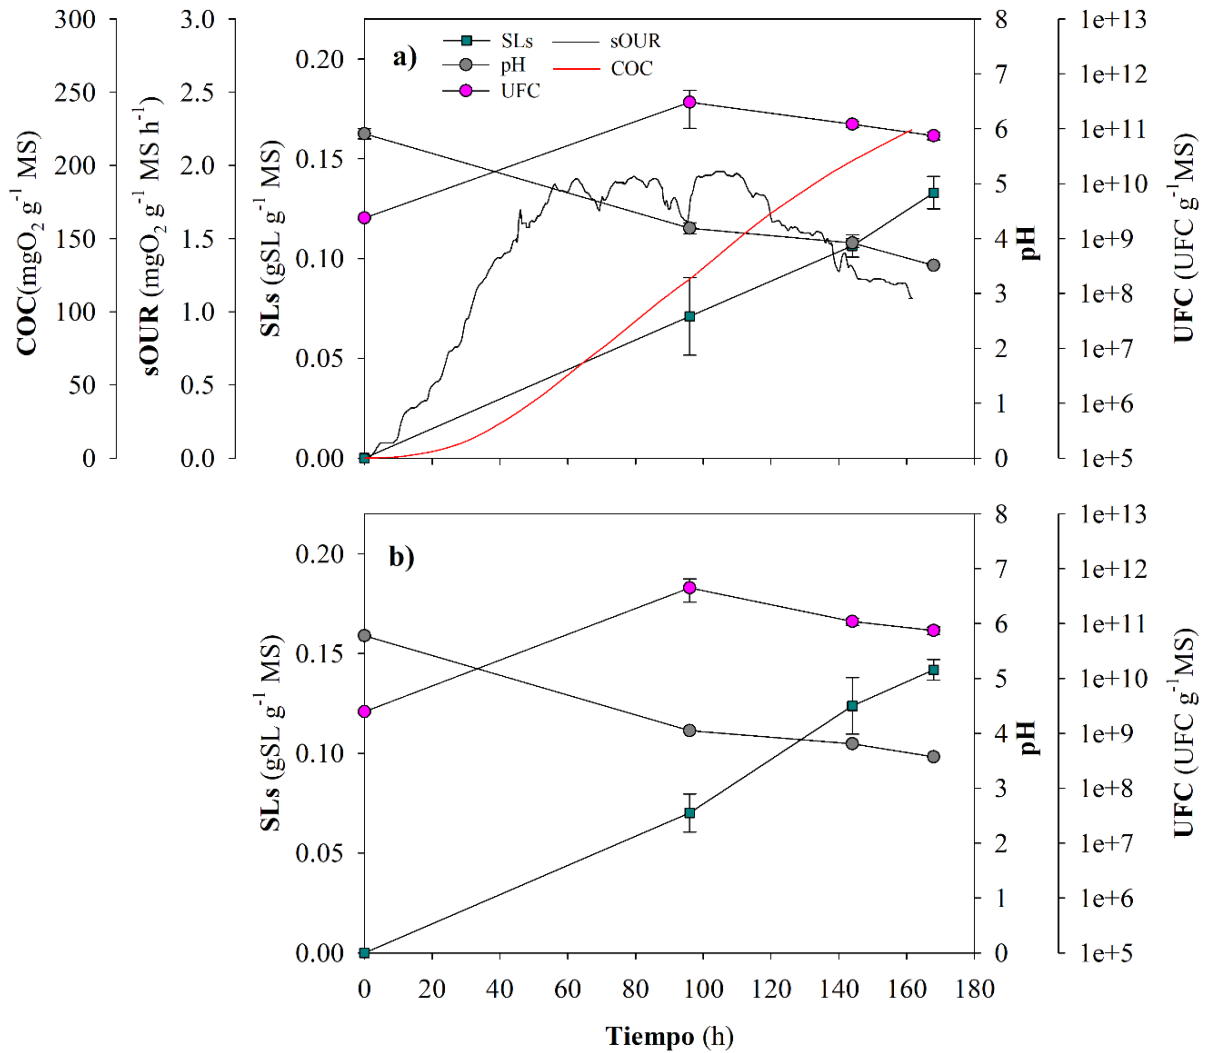 COC(mgO₂ g⁻¹ MS)
300
250
200
150
100
50
0
sOUR (mgO₂ g⁻¹ MS h⁻¹)
3.0
2.5
2.0
1.5
1.0
0.5
0.0
SLs (gSL g⁻¹ MS)
0.20
0.15
0.10
0.05
0.00
a)
SLs
pH
UFC
sOUR
COC
8
7
6
5
4
3
2
1
0
pH
1e+13
1e+12
1e+11
1e+10
1e+9
1e+8
1e+7
1e+6
1e+5
UFC (UFC g⁻¹MS)
SLs (gSL g⁻¹ MS)
0.20
0.15
0.10
0.05
0.00
b)
8
7
6
5
4
3
2
1
0
pH
1e+13
1e+12
1e+11
1e+10
1e+9
1e+8
1e+7
1e+6
1e+5
UFC (UFC g⁻¹MS)
0 20 40 60 80 100 120 140 160 180
Tiempo (h)